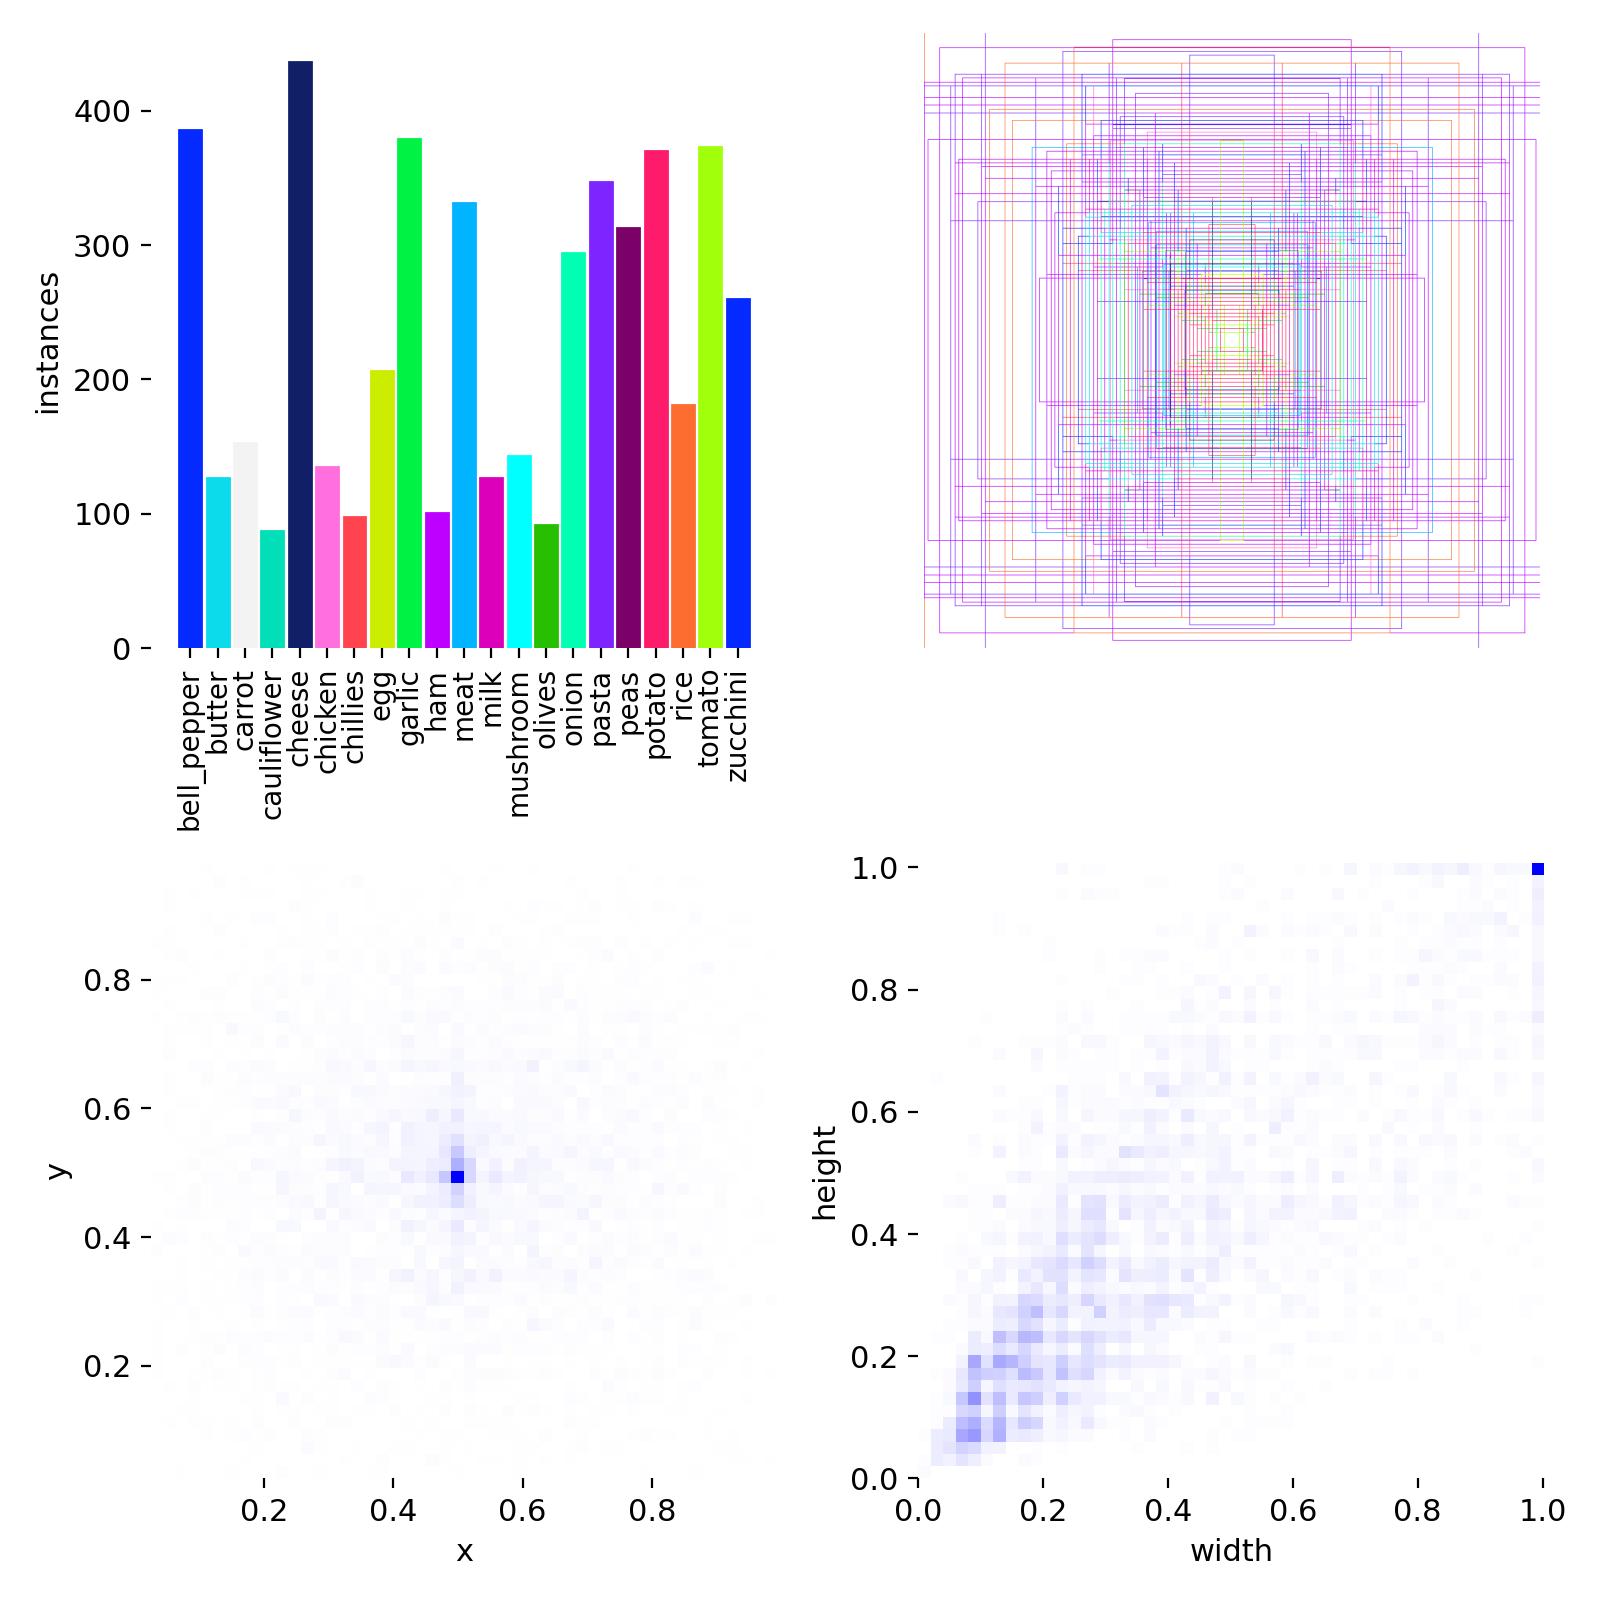 instances
400
300
200
100
0
bell_pepper
butter
carrot
cauliflower
cheese
chicken
chillies
egg
garlic
ham
meat
milk
mushroom
olives
onion
pasta
peas
potato
rice
tomato
zucchini
y
0.8
0.6
0.4
0.2
0.2 0.4 0.6 0.8
x
height
1.0
0.8
0.6
0.4
0.2
0.0
0.0 0.2 0.4 0.6 0.8 1.0
width